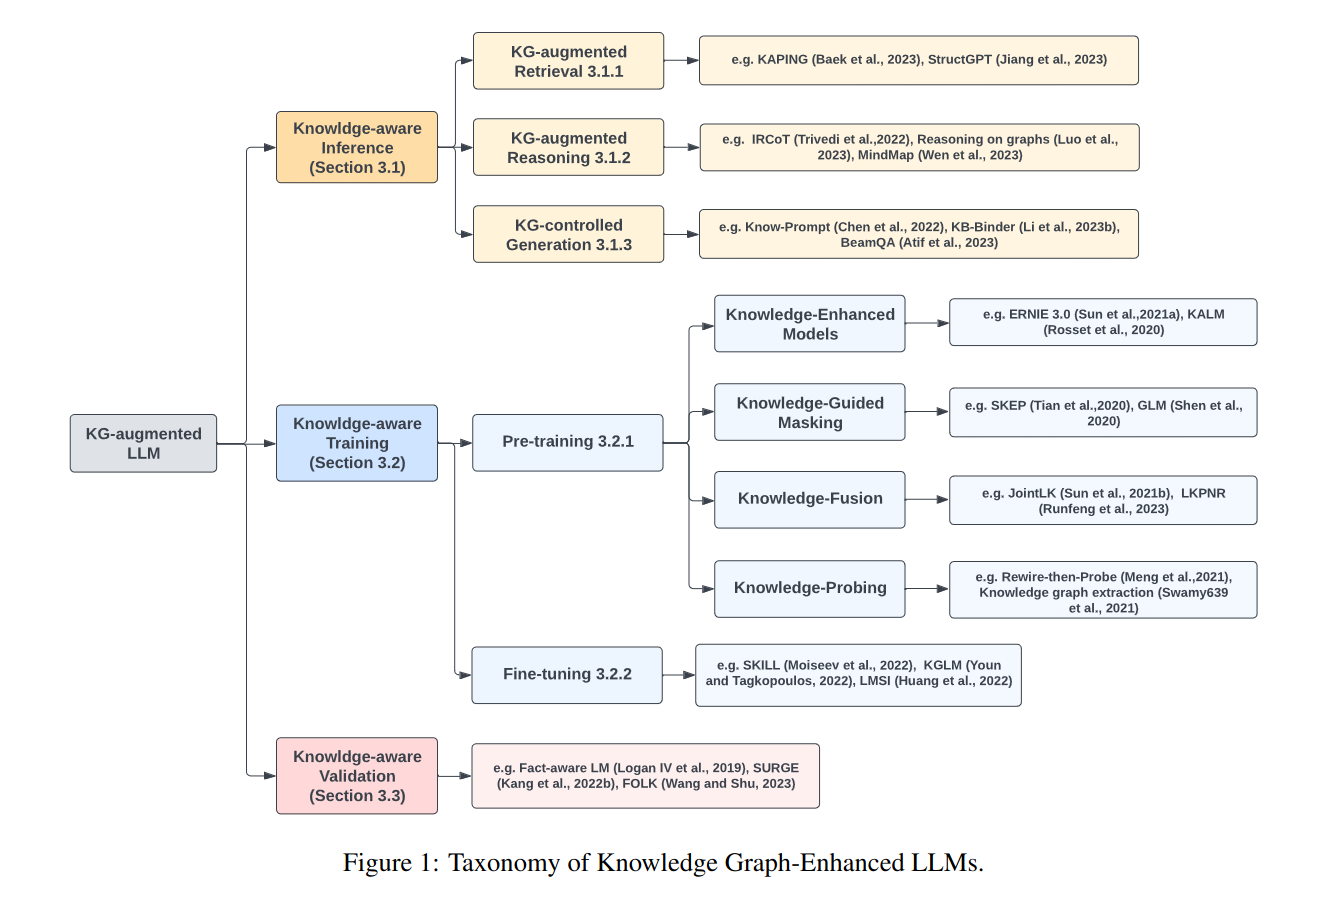 KG-augmented
Retrieval 3.1.1
e.g. KAPING (Baek et al., 2023), StructGPT (Jiang et al., 2023)
Knowldge-aware
Inference
(Section 3.1)
KG-augmented
Reasoning 3.1.2
e.g. IRCoT (Trivedi et al.,2022), Reasoning on graphs (Luo et al.,
2023), MindMap (Wen et al., 2023)
KG-controlled
Generation 3.1.3
e.g. Know-Prompt (Chen et al., 2022), KB-Binder (Li et al., 2023b),
BeamQA (Atif et al., 2023)
Knowledge-Enhanced
Models
e.g. ERNIE 3.0 (Sun et al.,2021a), KALM
(Rosset et al., 2020)
Knowledge-Guided
Masking
e.g. SKEP (Tian et al.,2020), GLM (Shen et al.,
2020)
KG-augmented
LLM
Knowldge-aware
Training
(Section 3.2)
Pre-training 3.2.1
Knowledge-Fusion
e.g. JointLK (Sun et al., 2021b), LKPNR
(Runfeng et al., 2023)
Knowledge-Probing
e.g. Rewire-then-Probe (Meng et al.,2021),
Knowledge graph extraction (Swamy639
et al., 2021)
Fine-tuning 3.2.2
e.g. SKILL (Moiseev et al., 2022), KGLM (Youn
and Tagkopoulos, 2022), LMSI (Huang et al., 2022)
Knowldge-aware
Validation
(Section 3.3)
e.g. Fact-aware LM (Logan IV et al., 2019), SURGE
(Kang et al., 2022b), FOLK (Wang and Shu, 2023)
Figure 1: Taxonomy of Knowledge Graph-Enhanced LLMs.